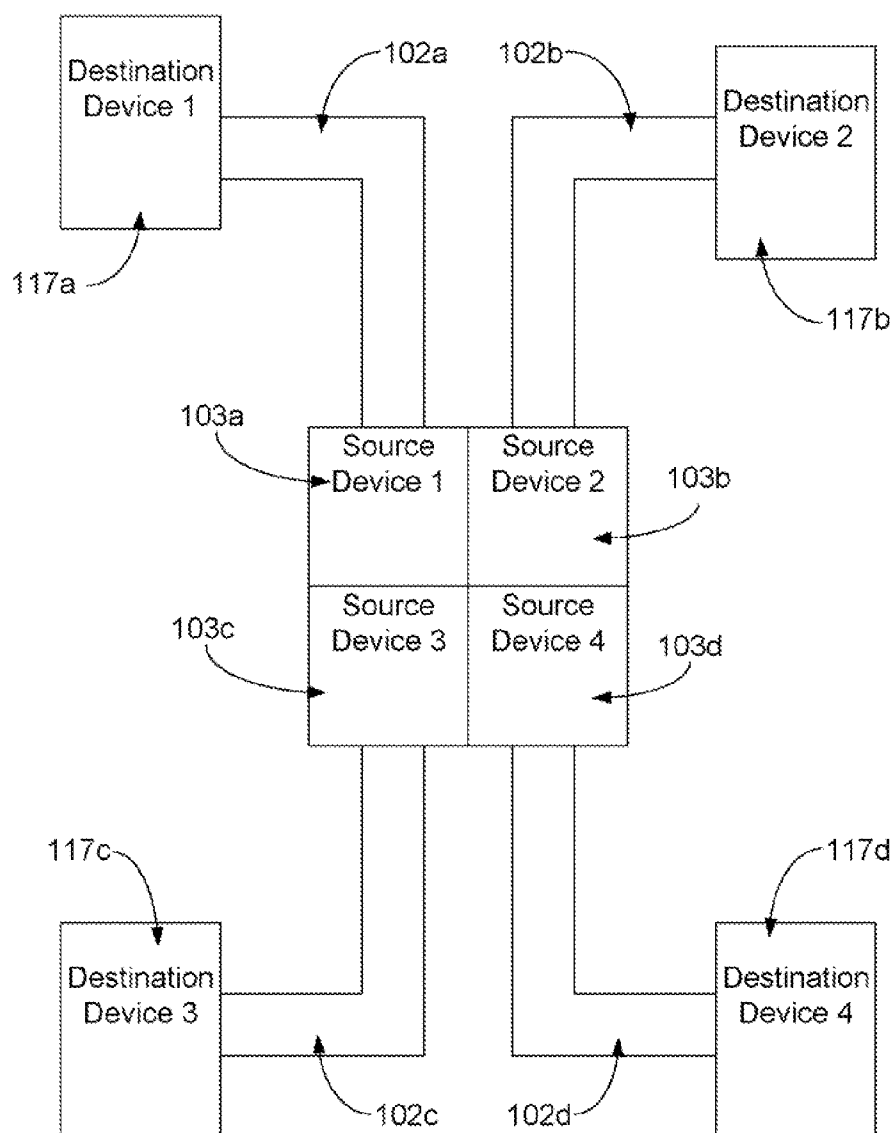 102a
102b
Destination
Device 1
Destination
Device 2
117a
117b
103a
Source
Device 1
Source
Device 2
103b
Source
Device 3
Source
Device 4
103c
103d
117c
117d
Destination
Device 3
Destination
Device 4
102c
102d